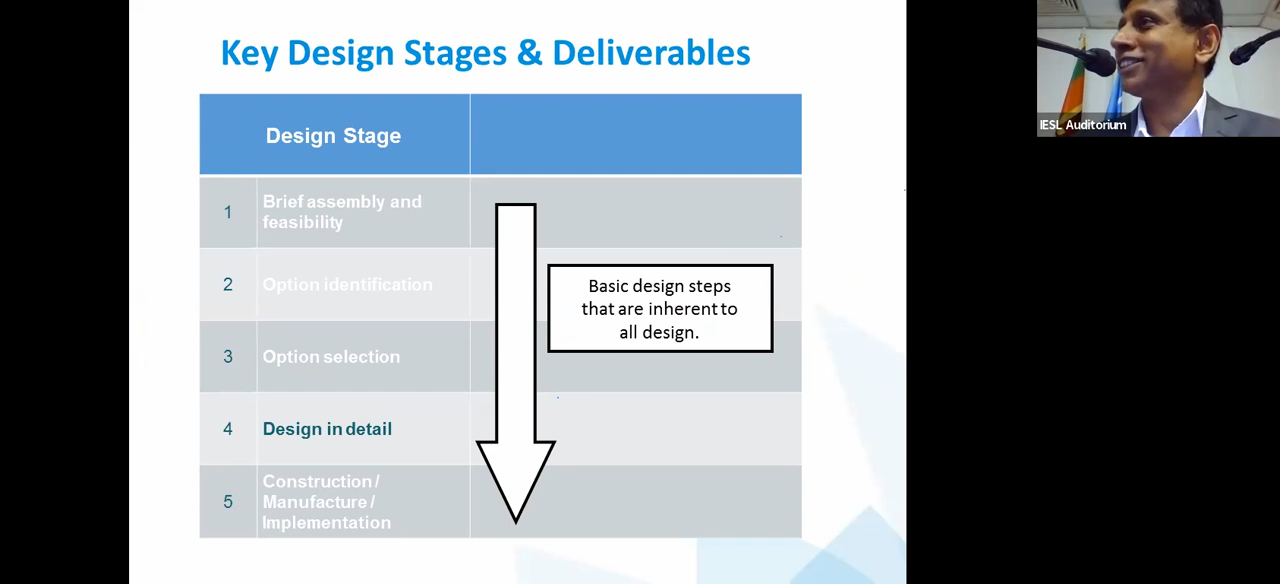 Key Design Stages & Deliverables
Design Stage
1
Brief assembly and
feasibility
2
Option identification
3
Option selection
4
Design in detail
5
Construction /
Manufacture /
Implementation
Basic design steps
that are inherent to
all design.
IESL Auditorium